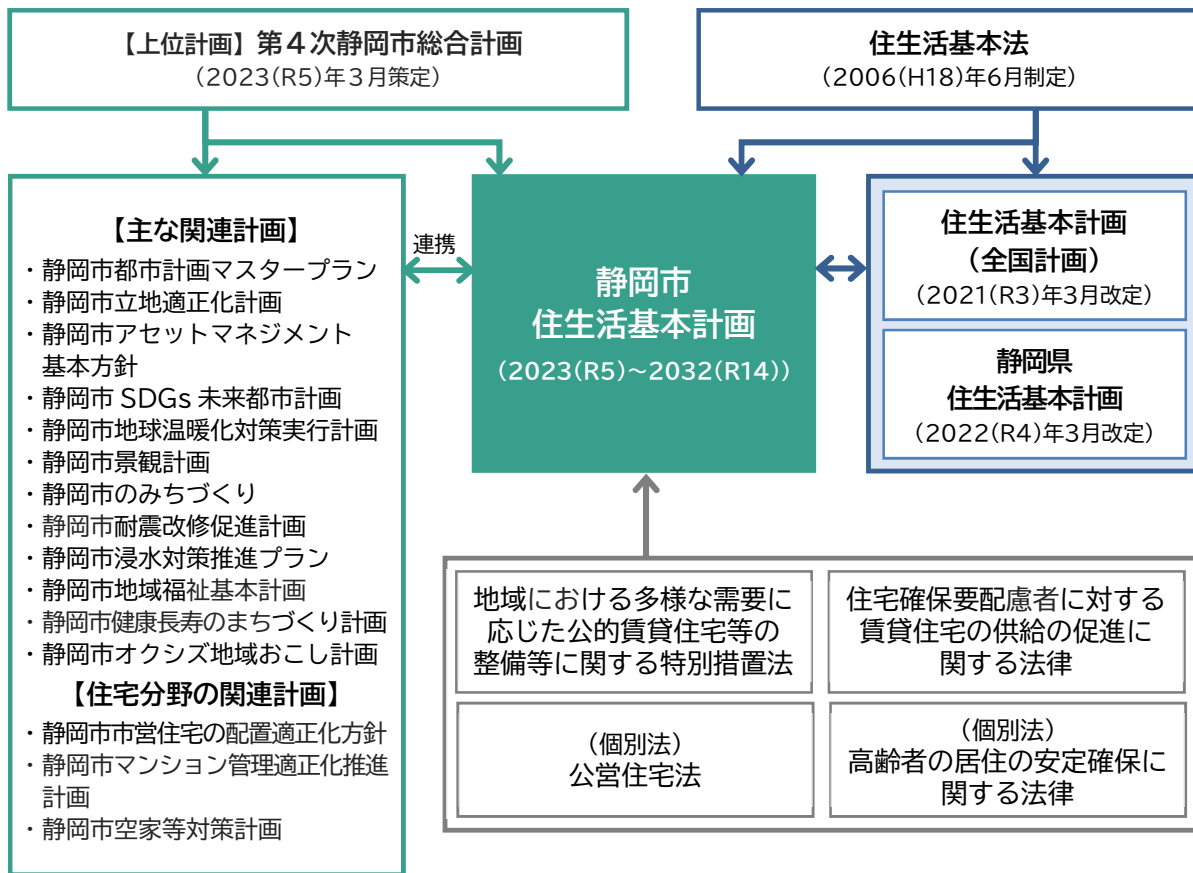 【上位計画】第４次静岡市総合計画
（2023(R5)年３月策定）
住生活基本法
（2006(H18)年６月制定）
【主な関連計画】
・静岡市都市計画マスタープラン
・静岡市立地適正化計画
・静岡市アセットマネジメント
基本方針
・静岡市 SDGs 未来都市計画
・静岡市地球温暖化対策実行計画
・静岡市景観計画
・静岡市のみちづくり
・静岡市耐震改修促進計画
・静岡市浸水対策推進プラン
・静岡市地域福祉基本計画
・静岡市健康長寿のまちづくり計画
・静岡市オクシズ地域おこし計画
【住宅分野の関連計画】
・静岡市市営住宅の配置適正化方針
・静岡市マンション管理適正化推進
計画
・静岡市空家等対策計画
連携
静岡市
住生活基本計画
（2023(R5)～2032(R14)）
住生活基本計画
（全国計画）
（2021(R3)年３月改定）
静岡県
住生活基本計画
（2022(R4)年３月改定）
地域における多様な需要に
応じた公的賃貸住宅等の
整備等に関する特別措置法
住宅確保要配慮者に対する
賃貸住宅の供給の促進に
関する法律
（個別法）
公営住宅法
（個別法）
高齢者の居住の安定確保に
関する法律